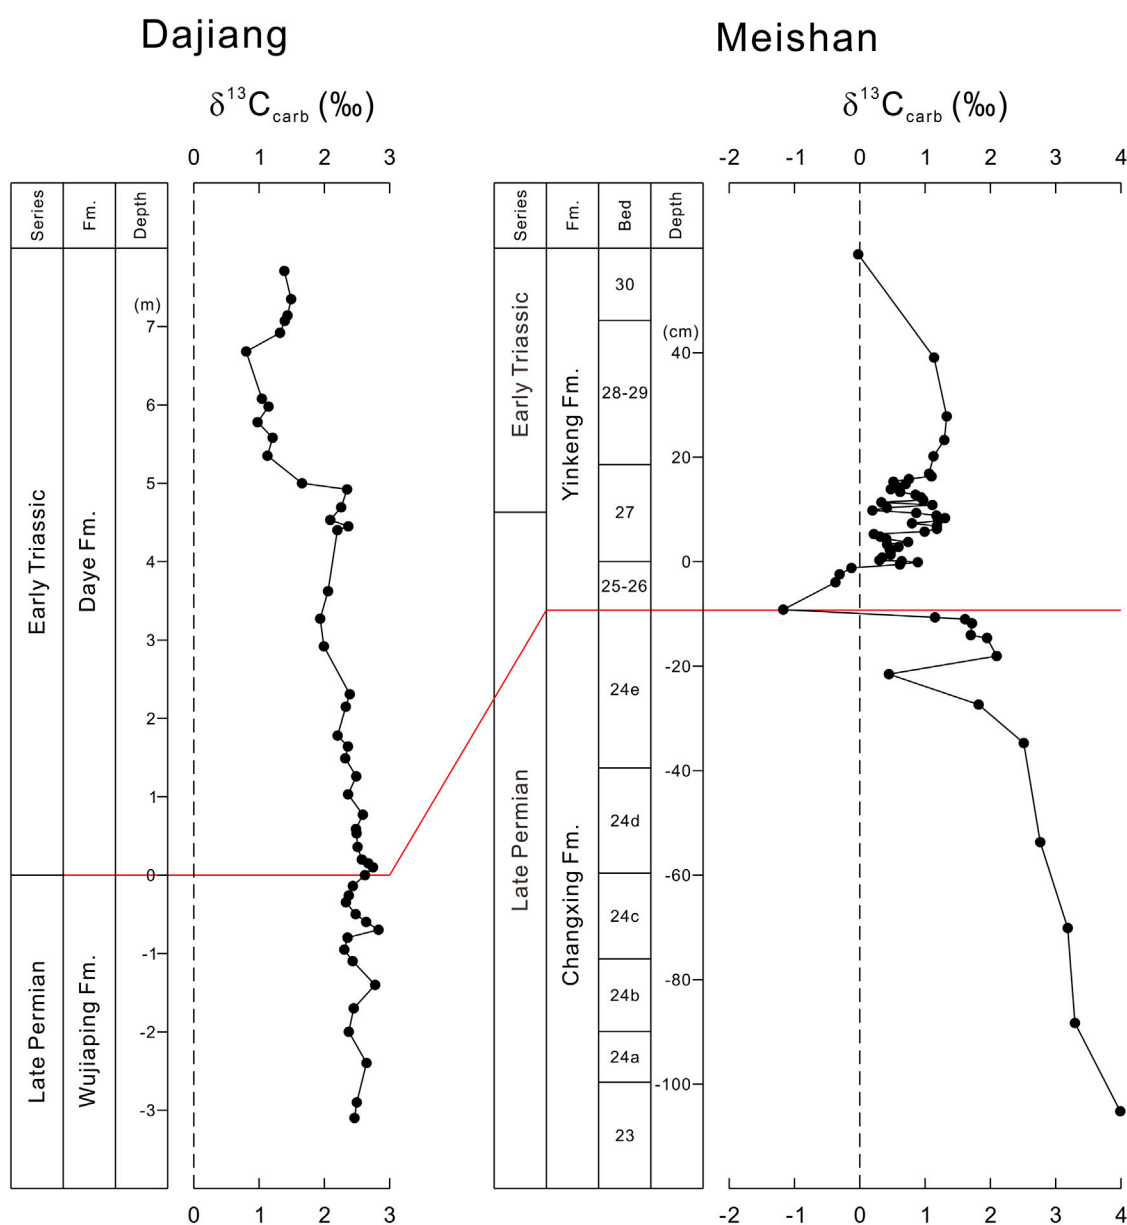 Dajiang
δ13Ccarb (‰)
0 1 2 3
Series Fm. Depth
(m)
7
6
5
4
3
2
1
0
-1
-2
-3
Early Triassic
Daye Fm.
Late Permian
Wujiaping Fm.
0 1 2 3
Meishan
δ13Ccarb (‰)
-2 -1 0 1 2 3 4
Series Fm. Bed Depth
Early Triassic
Late Permian
Yinkeng Fm.
Changxing Fm.
30
28-29
27
25-26
24e
24d
24c
24b
24a
23
(cm)
40
20
0
-20
-40
-60
-80
-100
-2 -1 0 1 2 3 4